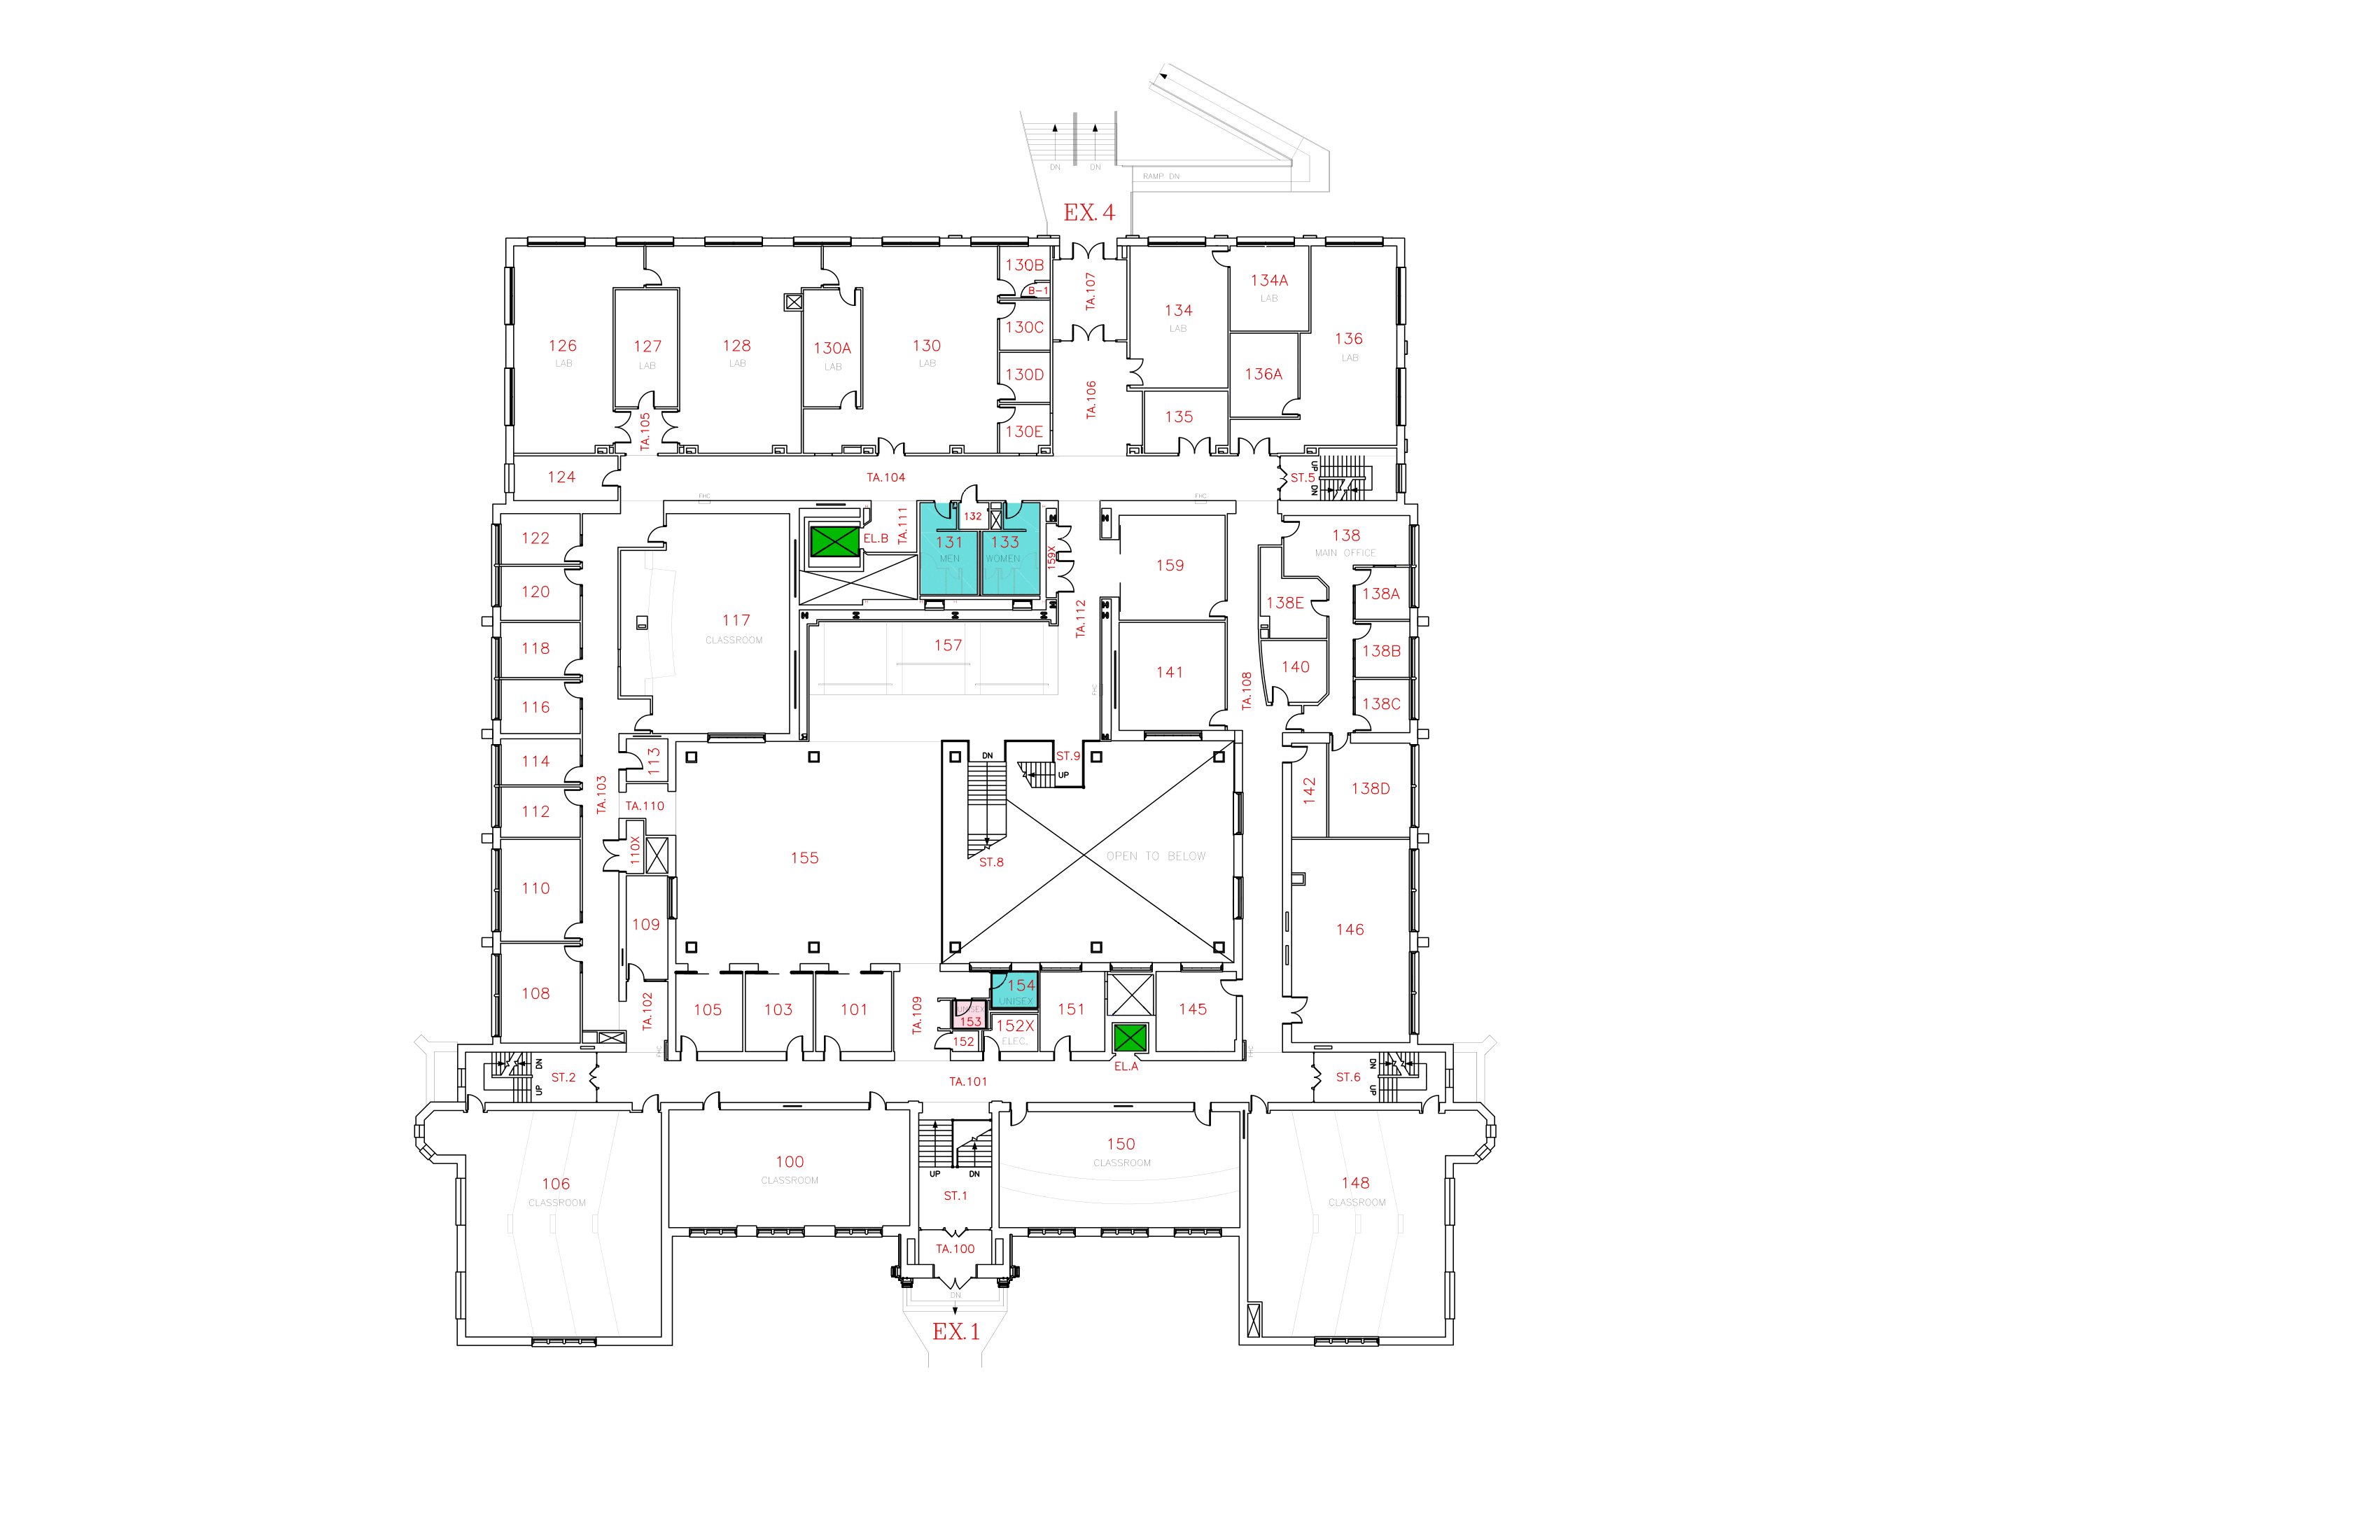 DN
DN
RAMP DN
EX.4
130B
B-1
TA.107
134A
LAB
134
LAB
126
LAB
127
LAB
128
LAB
130A
LAB
130
LAB
130C
136
LAB
130D
136A
TA.106
135
130E
TA.105
124
TA.104
ST.5
UP
DN
FHC
FHC
122
EL.B
TA.111
132
131
MEN
133
WOMEN
159X
159
138
MAIN OFFICE
120
138E
138A
118
117
CLASSROOM
157
TA.112
138B
140
141
116
FHC
TA.108
138C
114
113
DN
ST.9
UP
TA.103
TA.110
142
138D
112
110X
155
ST.8
OPEN TO BELOW
110
109
146
108
TA.102
105
103
101
TA.109
UNISEX
153
154
UNISEX
152X
ELEC.
152
151
145
FHC
FHC
EL.A
ST.2
DN
UP
TA.101
ST.6
DN
UP
106
CLASSROOM
100
CLASSROOM
UP
DN
ST.1
150
CLASSROOM
148
CLASSROOM
TA.100
DN
EX.1